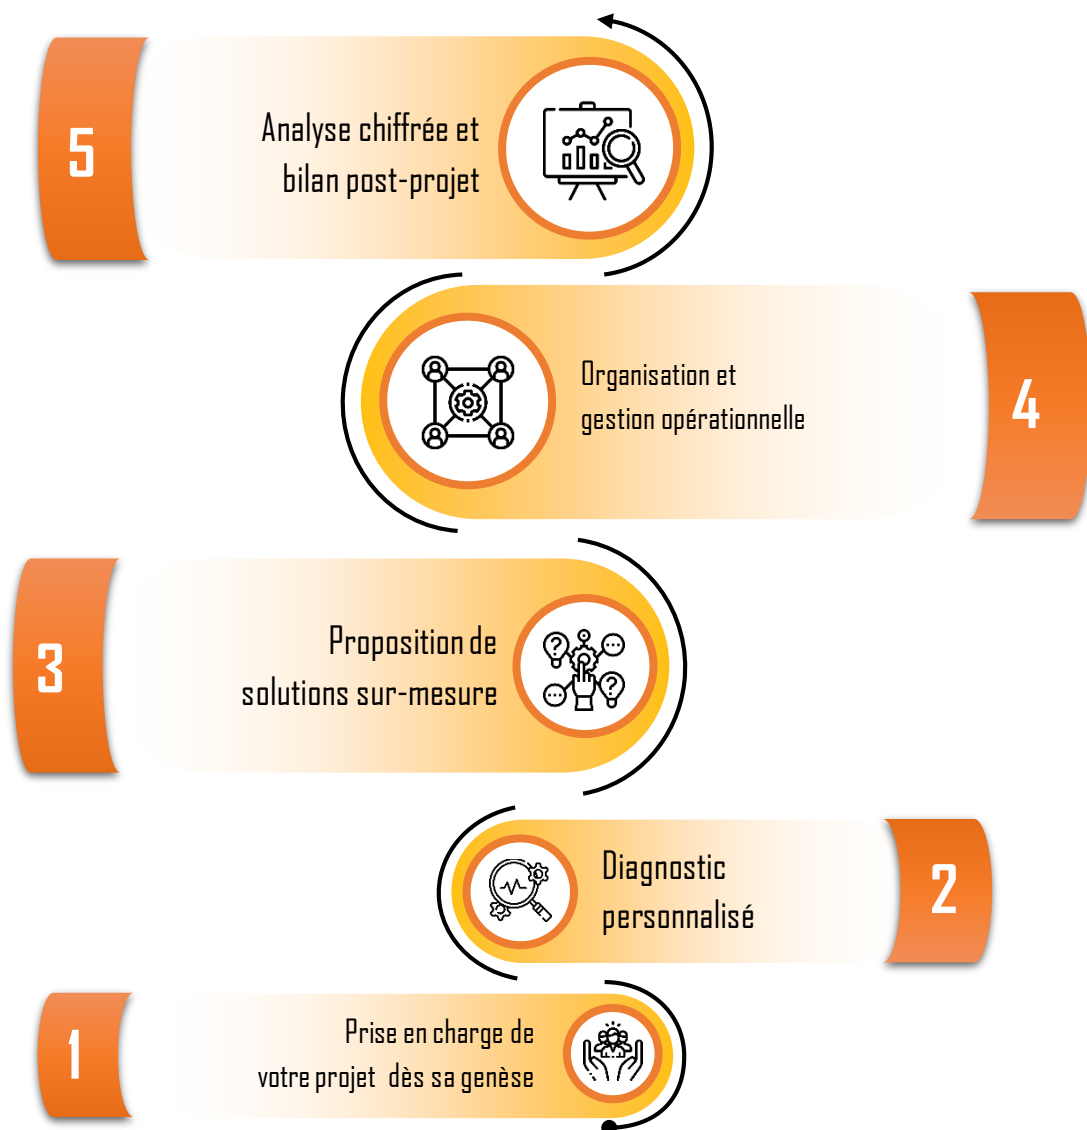 5
Analyse chiffrée et
bilan post-projet
Organisation et
gestion opérationnelle
4
3
Proposition de
solutions sur-mesure
Diagnostic
personnalisé
2
1
Prise en charge de
votre projet dès sa genèse